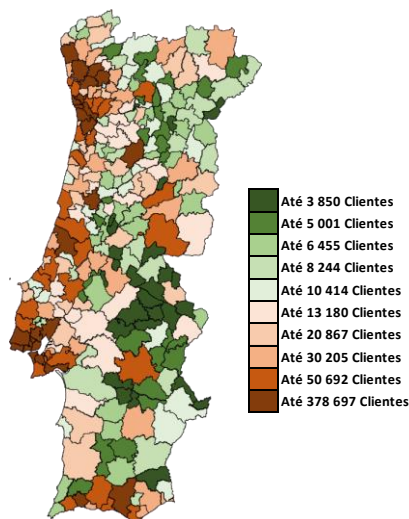 Até 3 850 Clientes
Até 5 001 Clientes
Até 6 455 Clientes
Até 8 244 Clientes
Até 10 414 Clientes
Até 13 180 Clientes
Até 20 867 Clientes
Até 30 205 Clientes
Até 50 692 Clientes
Até 378 697 Clientes